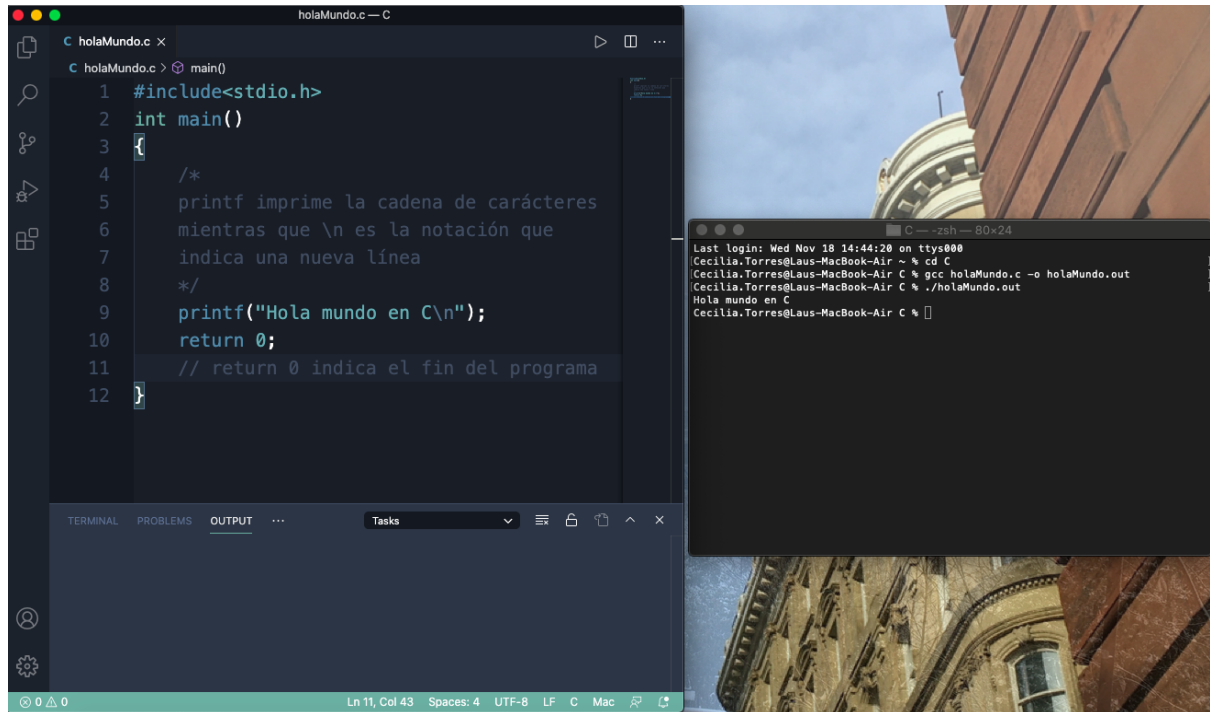 holaMundo.c — C
C holaMundo.c ×
C holaMundo.c > main()
1 #include<stdio.h>
2 int main()
3 {
4 /*
5 printf imprime la cadena de carácteres
6 mientras que \n es la notación que
7 indica una nueva línea
8 */
9 printf("Hola mundo en C\n");
10 return 0;
11 // return 0 indica el fin del programa
12 }
TERMINAL PROBLEMS OUTPUT ··· Tasks
0 0 Ln 11, Col 43 Spaces: 4 UTF-8 LF C Mac
C — -zsh — 80×24
Last login: Wed Nov 18 14:44:20 on ttys000
[Cecilia.Torres@Laus-MacBook-Air ~ % cd C ]
[Cecilia.Torres@Laus-MacBook-Air C % gcc holaMundo.c -o holaMundo.out ]
[Cecilia.Torres@Laus-MacBook-Air C % ./holaMundo.out ]
Hola mundo en C
Cecilia.Torres@Laus-MacBook-Air C %